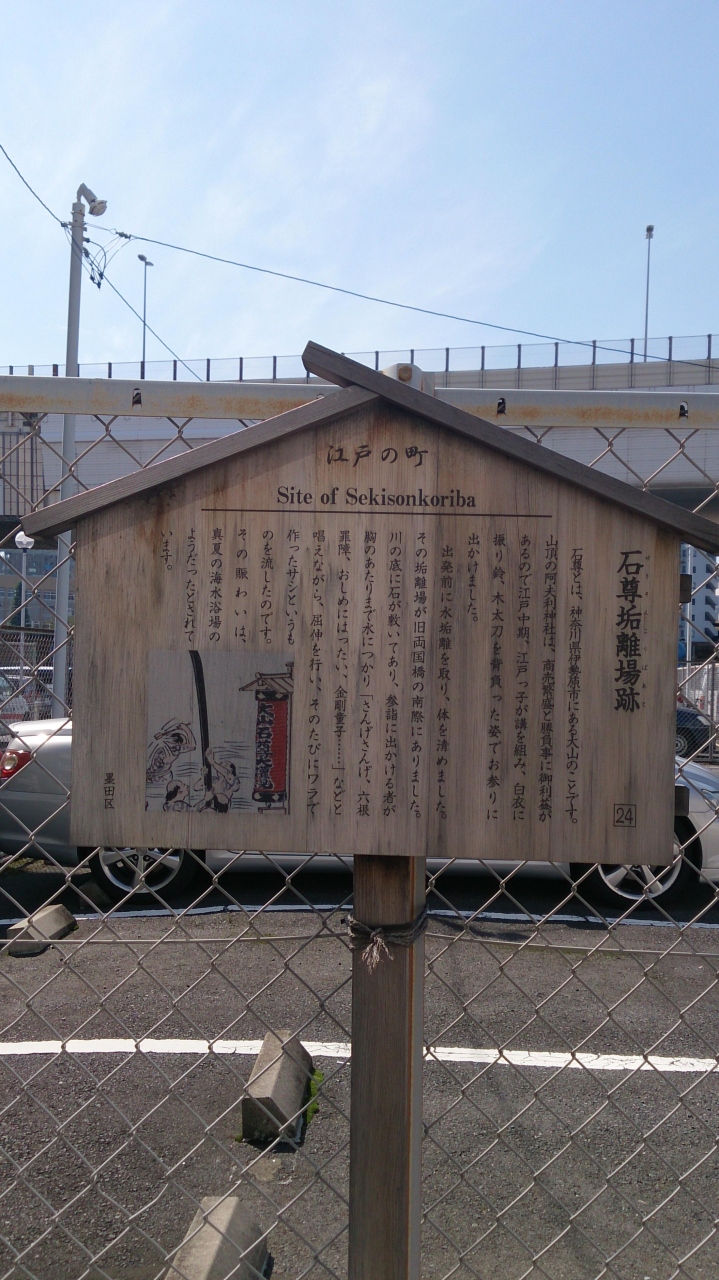 江戸の町
Site of Sekisonkoriba
石尊垢離場跡
24
石尊とは、神奈川県伊勢原市にある大山のことです。
山頂の阿夫利神社は、商売繁盛と勝負事に御利益が
あるので江戸中期、江戸っ子が講を組み、白衣に
振り鈴、木太刀を背負った姿でお参りに
出かけました。
出発前に水垢離を取り、体を清めました。
その垢離場が旧両国橋の南際にありました。
川の底に石が敷いてあり、参詣に出かける者が
胸のあたりまで水につかり「さんげさんげ、六根
罪障、おしめにはったい、金剛童子……」などと
唱えながら、屈伸を行い、そのたびにワラで
作ったサシというも
のを流したのです。
その賑わいは、
真夏の海水浴場の
ようだったとされて
います。
墨田区